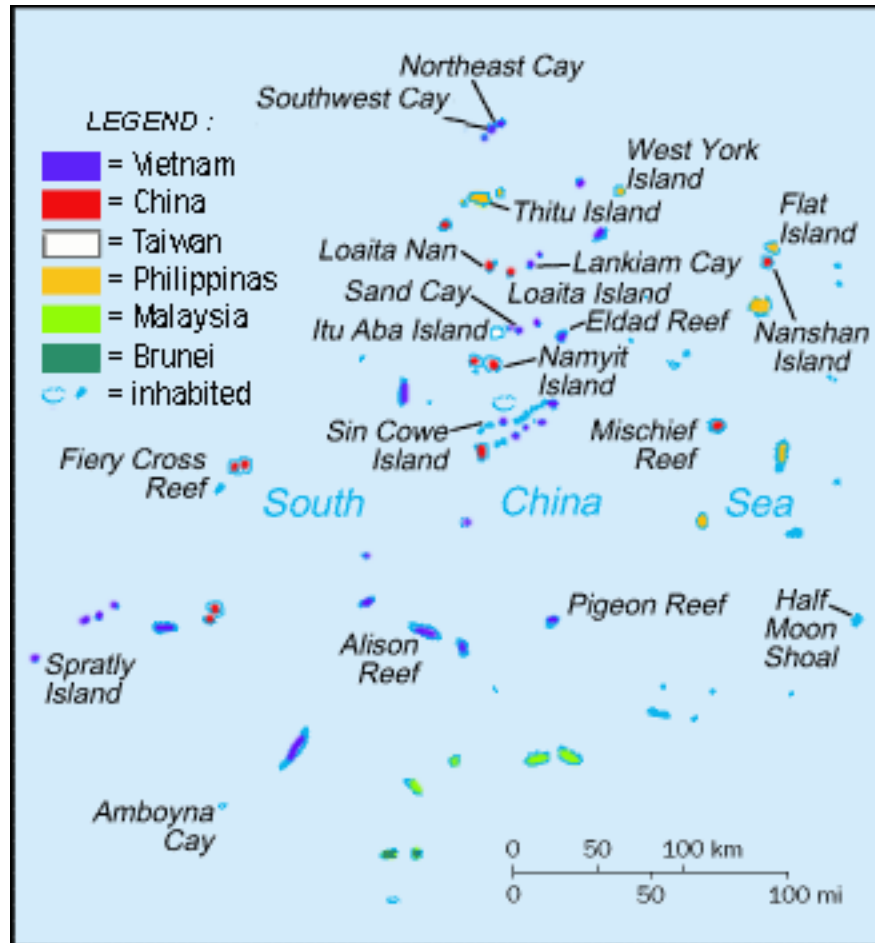 Northeast Cay
Southwest Cay
LEGEND :
= Vietnam
= China
= Taiwan
= Philippinas
= Malaysia
= Brunei
= inhabited
West York
Island
Thitu Island
Flat
Island
Loaita Nan
Lankiam Cay
Sand Cay
Loaita Island
Itu Aba Island
Eldad Reef
Nanshan
Island
Namyit
Island
Sin Cowe
Island
Mischief
Reef
Fiery Cross
Reef
South China Sea
Pigeon Reef
Half
Moon
Shoal
Alison
Reef
Spratly
Island
Amboyna
Cay
0 50 100 km
0 50 100 mi